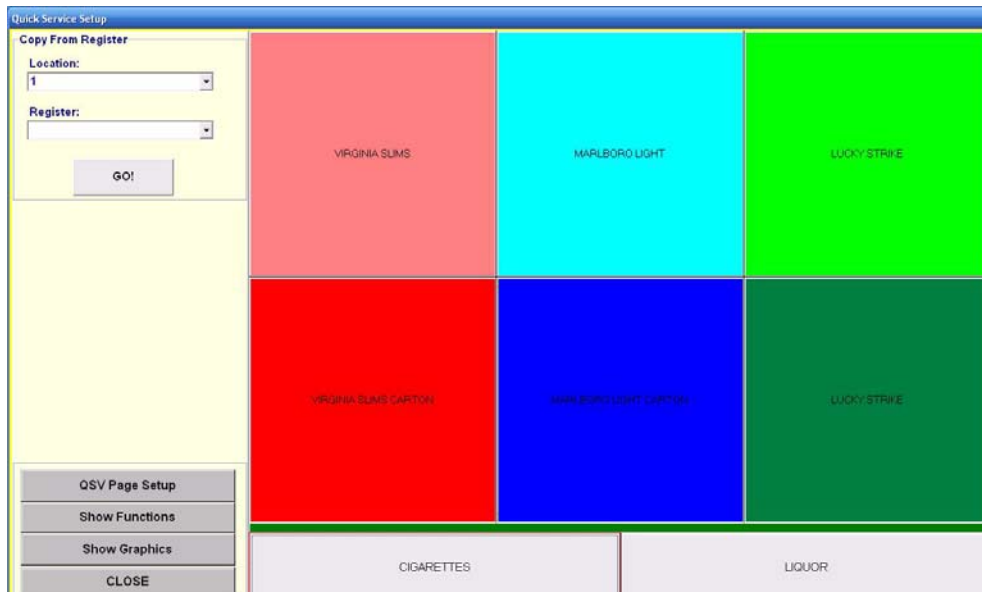 Quick Service Setup
Copy From Register
Location:
1
Register:
GO!
VIRGINIA SLIMS
MARLBORO LIGHT
LUCKY STRIKE
VIRGINIA SLIMS CARTON
MARLBORO LIGHT CARTON
LUCKY STRIKE
QSV Page Setup
Show Functions
Show Graphics
CLOSE
CIGARETTES
LIQUOR